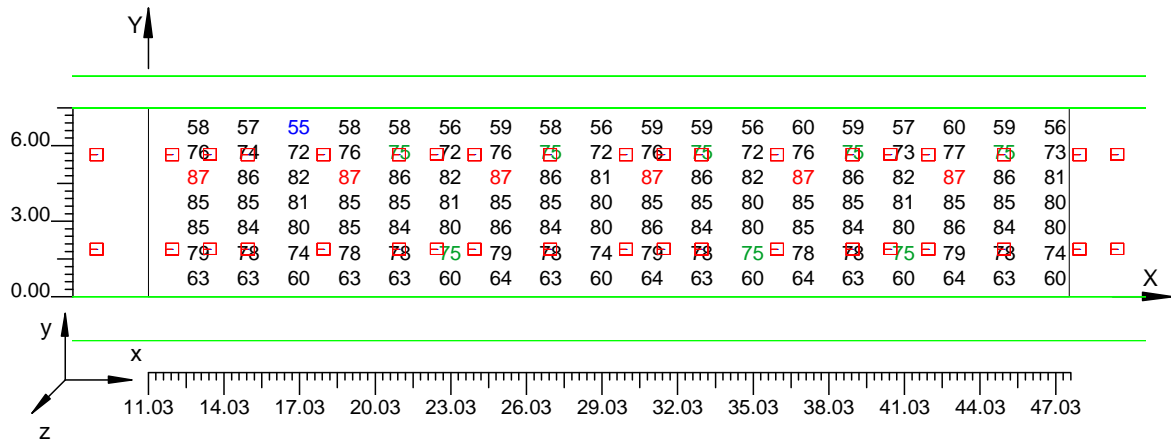 Y
58 57 55 58 58 56 59 58 56 59 59 56 60 59 57 60 59 56
6.00
76 74 72 76 75 72 76 75 72 76 75 72 76 75 73 77 75 73
87 86 82 87 86 82 87 86 81 87 86 82 87 86 82 87 86 81
85 85 81 85 85 81 85 85 80 85 85 80 85 85 81 85 85 80
3.00
85 84 80 85 84 80 86 84 80 86 84 80 86 84 80 86 84 80
79 78 74 78 78 75 79 78 74 79 78 75 78 78 75 79 78 74
63 63 60 63 63 60 64 63 60 64 63 60 64 63 60 64 63 60
0.00
X
y
x
z
11.03 14.03 17.03 20.03 23.03 26.03 29.03 32.03 35.03 38.03 41.03 44.03 47.03